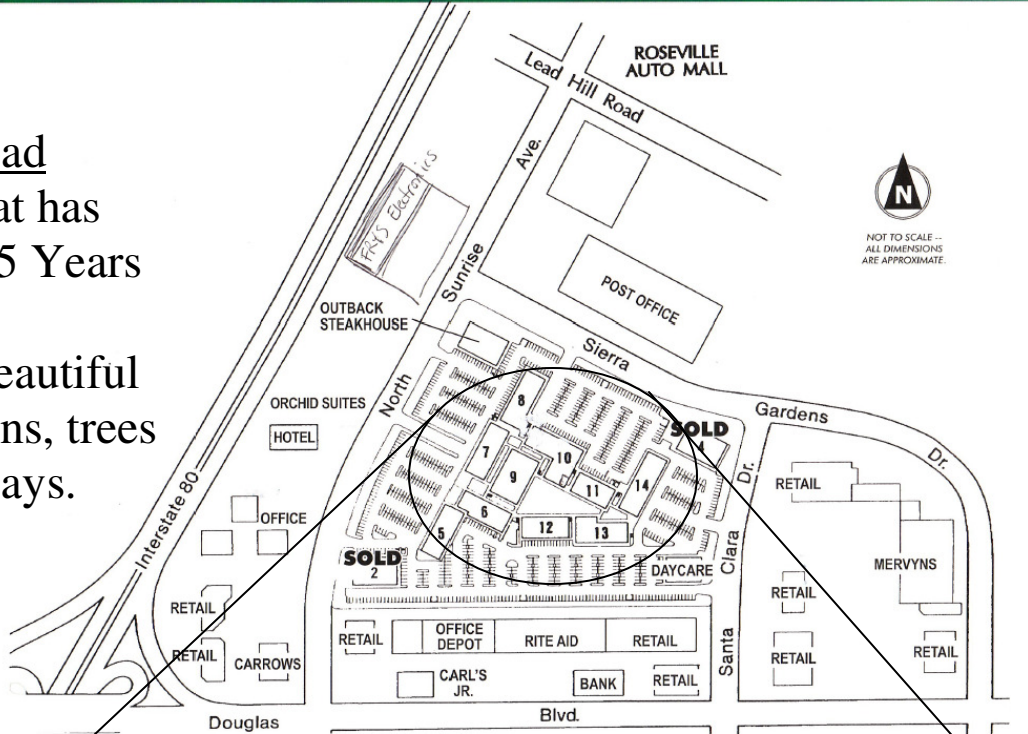 ROSEVILLE
AUTO MALL
Lead Hill Road
ad
at has
5 Years
eautiful
ns, trees
ays.
FRYS Electronics
Ave.
Sunrise
North
N
NOT TO SCALE --
ALL DIMENSIONS
ARE APPROXIMATE.
POST OFFICE
OUTBACK
STEAKHOUSE
Sierra
Gardens
Dr.
ORCHID SUITES
HOTEL
Interstate 80
OFFICE
8
7
9
10
11
14
6
5
12
13
SOLD
4
SOLD
2
DAYCARE
Dr.
Clara
Santa
RETAIL
MERVYNS
RETAIL
RETAIL
RETAIL
RETAIL
RETAIL
CARROWS
RETAIL
OFFICE
DEPOT
RITE AID
RETAIL
CARL'S
JR.
BANK
RETAIL
Douglas
Blvd.